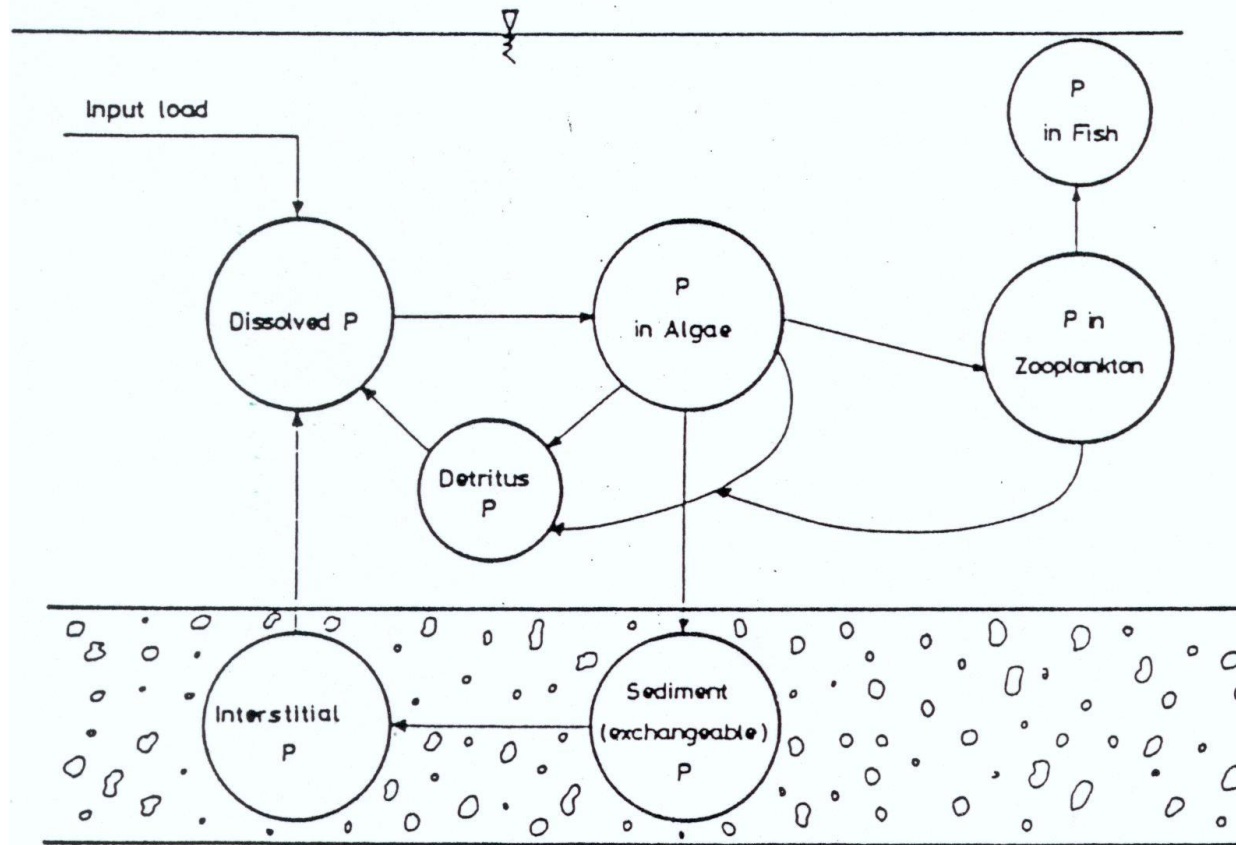 Input load
P
in Fish
Dissolved P
P
in Algae
P in
Zooplankton
Detritus
P
Interstitial
P
Sediment
(exchangeable)
P